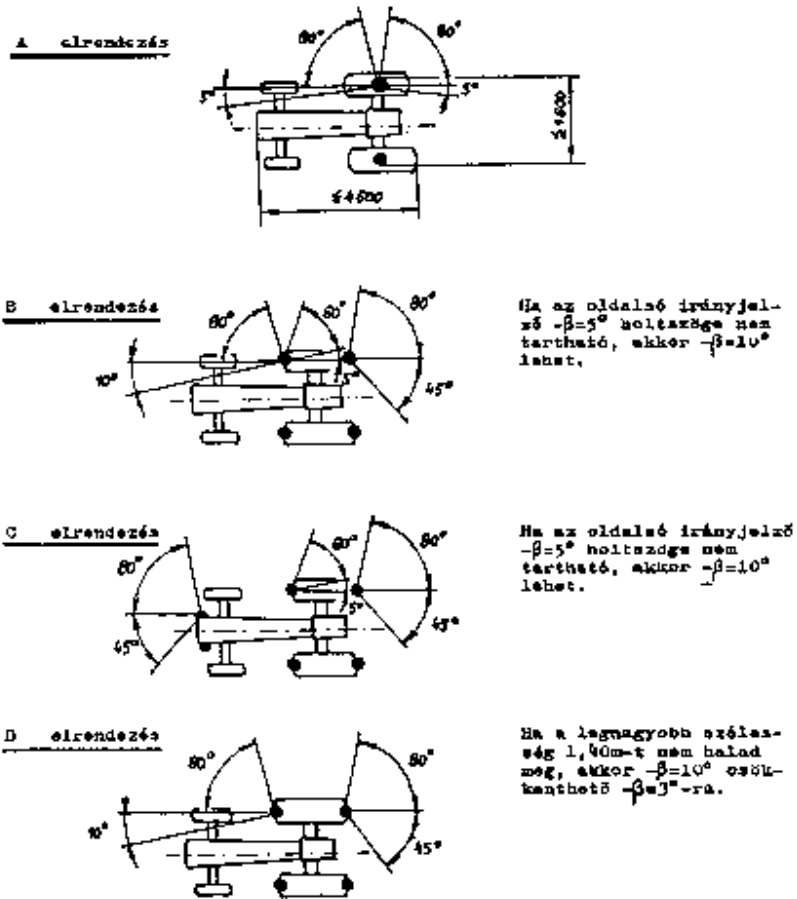 A elrendezés
80°
80°
5°
5°
≤1600
≤4600
B elrendezés
80°
80°
80°
10°
5°
45°
Ha az oldalsó irányjel-
ző -β=5° holtszöge nem
tartható, akkor -β=10°
lehet.
C elrendezés
80°
80°
80°
45°
5°
45°
Ha az oldalsó irányjelző
-β=5° holtszöge nem
tartható, akkor -β=10°
lehet.
D elrendezés
80°
80°
10°
45°
Ha a legnagyobb széles-
ség 1,40m-t nem halad
meg, akkor -β=10° csök-
kenthető -β=3°-ra.